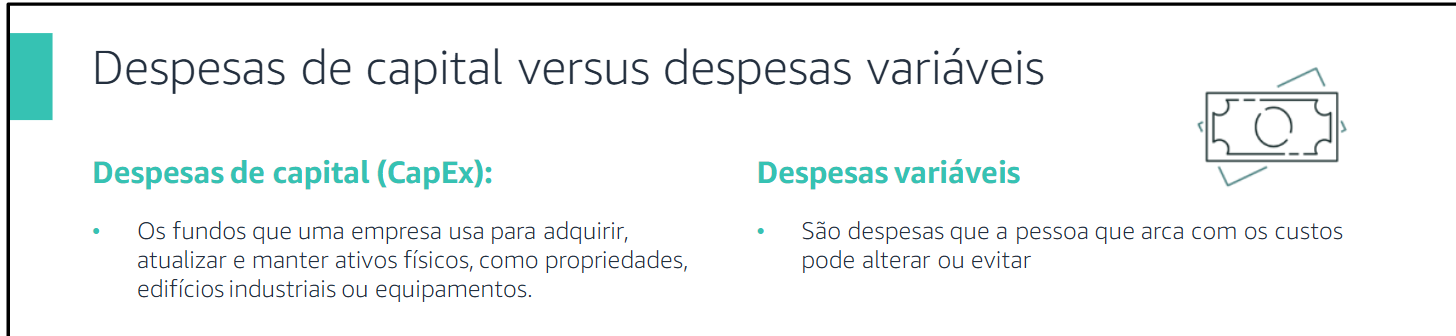 Despesas de capital versus despesas variáveis
Despesas de capital (CapEx):
• Os fundos que uma empresa usa para adquirir,
atualizar e manter ativos físicos, como propriedades,
edifícios industriais ou equipamentos.
Despesas variáveis
• São despesas que a pessoa que arca com os custos
pode alterar ou evitar